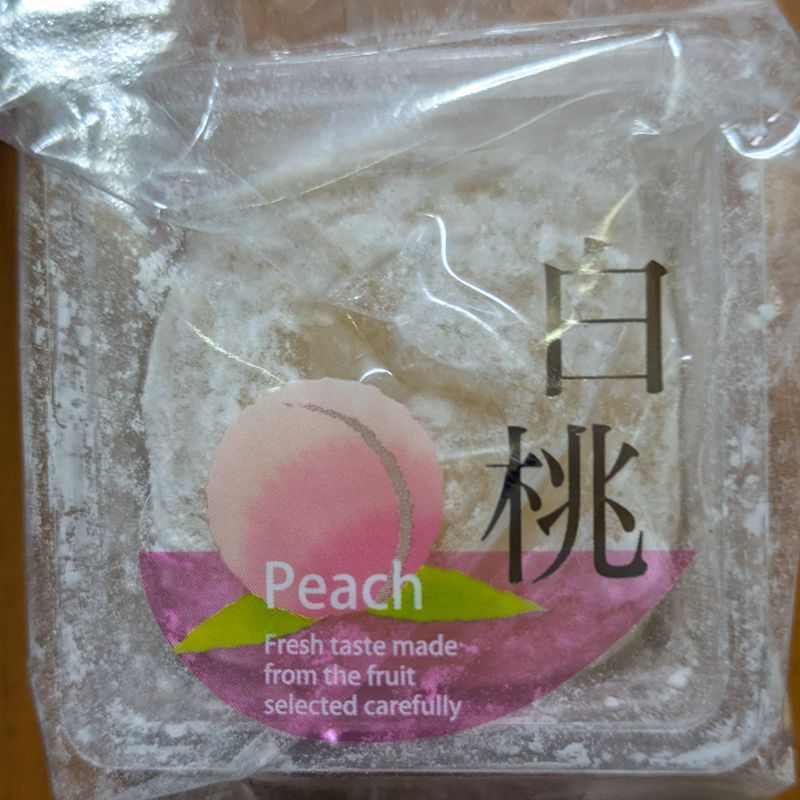 白桃
Peach
Fresh taste made
from the fruit
selected carefully